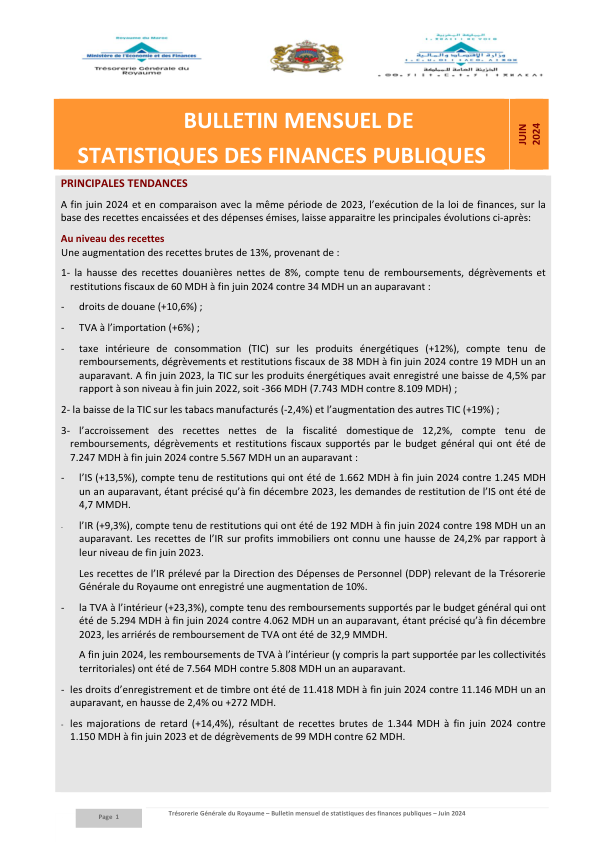 Royaume du Maroc
Ministère de l'Economie et des Finances
Trésorerie Générale du
Royaume
المملكة المغربية
وزارة الاقتصاد والمالية
الخزينة العامة للمملكة
BULLETIN MENSUEL DE
STATISTIQUES DES FINANCES PUBLIQUES
JUIN
2024
PRINCIPALES TENDANCES
A fin juin 2024 et en comparaison avec la même période de 2023, l'exécution de la loi de finances, sur la
base des recettes encaissées et des dépenses émises, laisse apparaitre les principales évolutions ci-après:
Au niveau des recettes
Une augmentation des recettes brutes de 13%, provenant de :
1- la hausse des recettes douanières nettes de 8%, compte tenu de remboursements, dégrèvements et
restitutions fiscaux de 60 MDH à fin juin 2024 contre 34 MDH un an auparavant :
- droits de douane (+10,6%) ;
- TVA à l'importation (+6%) ;
- taxe intérieure de consommation (TIC) sur les produits énergétiques (+12%), compte tenu de
remboursements, dégrèvements et restitutions fiscaux de 38 MDH à fin juin 2024 contre 19 MDH un an
auparavant. A fin juin 2023, la TIC sur les produits énergétiques avait enregistré une baisse de 4,5% par
rapport à son niveau à fin juin 2022, soit -366 MDH (7.743 MDH contre 8.109 MDH) ;
2- la baisse de la TIC sur les tabacs manufacturés (-2,4%) et l'augmentation des autres TIC (+19%) ;
3- l'accroissement des recettes nettes de la fiscalité domestique de 12,2%, compte tenu de
remboursements, dégrèvements et restitutions fiscaux supportés par le budget général qui ont été de
7.247 MDH à fin juin 2024 contre 5.567 MDH un an auparavant :
- l'IS (+13,5%), compte tenu de restitutions qui ont été de 1.662 MDH à fin juin 2024 contre 1.245 MDH
un an auparavant, étant précisé qu'à fin décembre 2023, les demandes de restitution de l'IS ont été de
4,7 MMDH.
- l'IR (+9,3%), compte tenu de restitutions qui ont été de 192 MDH à fin juin 2024 contre 198 MDH un an
auparavant. Les recettes de l'IR sur profits immobiliers ont connu une hausse de 24,2% par rapport à
leur niveau de fin juin 2023.
Les recettes de l'IR prélevé par la Direction des Dépenses de Personnel (DDP) relevant de la Trésorerie
Générale du Royaume ont enregistré une augmentation de 10%.
- la TVA à l'intérieur (+23,3%), compte tenu des remboursements supportés par le budget général qui ont
été de 5.294 MDH à fin juin 2024 contre 4.062 MDH un an auparavant, étant précisé qu'à fin décembre
2023, les arriérés de remboursement de TVA ont été de 32,9 MMDH.
A fin juin 2024, les remboursements de TVA à l'intérieur (y compris la part supportée par les collectivités
territoriales) ont été de 7.564 MDH contre 5.808 MDH un an auparavant.
- les droits d'enregistrement et de timbre ont été de 11.418 MDH à fin juin 2024 contre 11.146 MDH un an
auparavant, en hausse de 2,4% ou +272 MDH.
- les majorations de retard (+14,4%), résultant de recettes brutes de 1.344 MDH à fin juin 2024 contre
1.150 MDH à fin juin 2023 et de dégrèvements de 99 MDH contre 62 MDH.
Page 1
Trésorerie Générale du Royaume – Bulletin mensuel de statistiques des finances publiques – Juin 2024